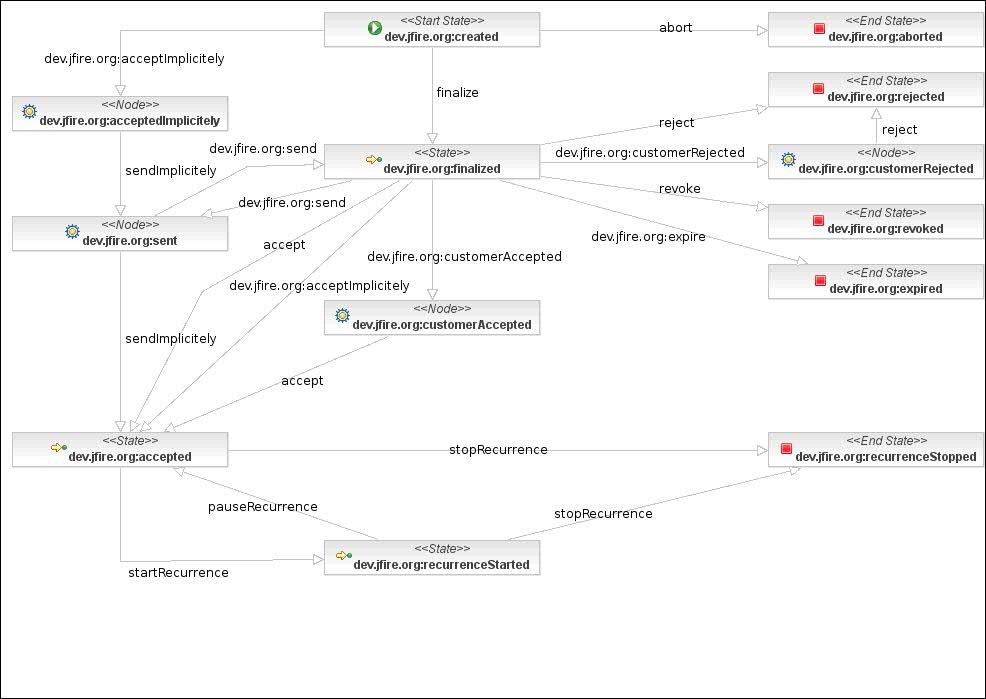 <<Start State>>
dev.jfire.org:created
abort
<<End State>>
dev.jfire.org:aborted
dev.jfire.org:acceptImplicitely
finalize
<<End State>>
dev.jfire.org:rejected
<<Node>>
dev.jfire.org:acceptedImplicitely
reject
reject
dev.jfire.org:send
sendImplicitely
<<State>>
dev.jfire.org:finalized
dev.jfire.org:customerRejected
<<Node>>
dev.jfire.org:customerRejected
revoke
dev.jfire.org:send
<<End State>>
dev.jfire.org:revoked
<<Node>>
dev.jfire.org:sent
accept
dev.jfire.org:expire
dev.jfire.org:customerAccepted
<<End State>>
dev.jfire.org:expired
dev.jfire.org:acceptImplicitely
<<Node>>
dev.jfire.org:customerAccepted
sendImplicitely
accept
<<State>>
dev.jfire.org:accepted
stopRecurrence
<<End State>>
dev.jfire.org:recurrenceStopped
pauseRecurrence
stopRecurrence
<<State>>
dev.jfire.org:recurrenceStarted
startRecurrence